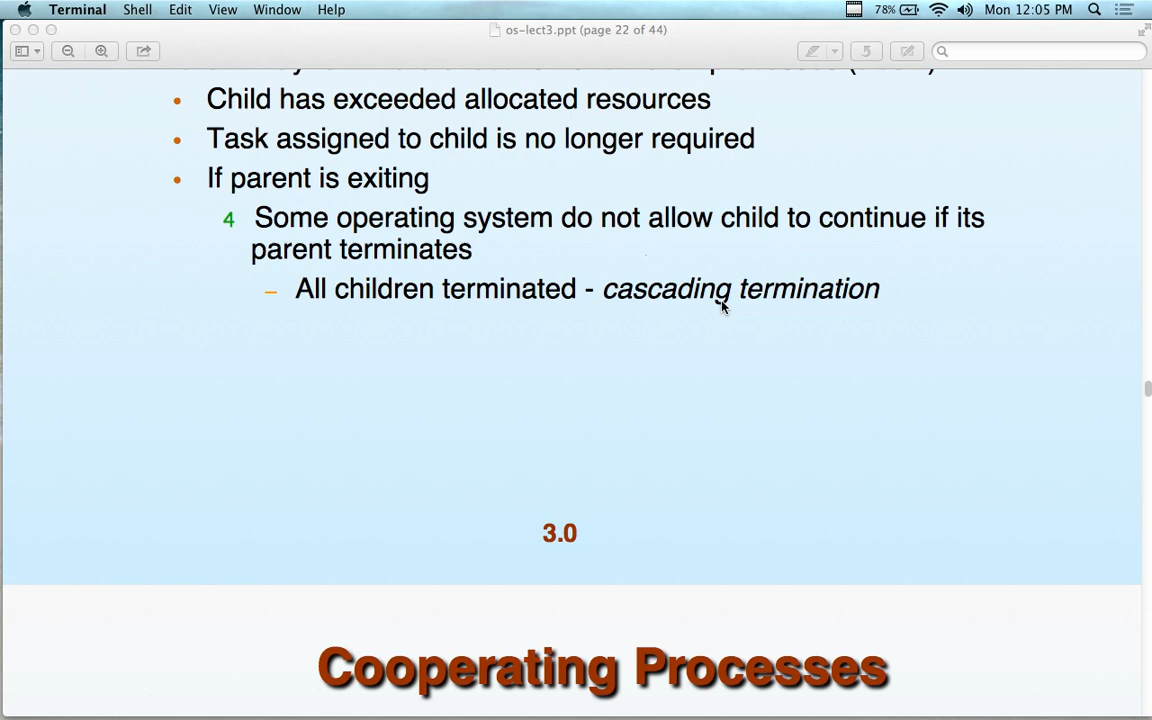 Terminal Shell Edit View Window Help 78% Mon 12:05 PM
os-lect3.ppt (page 22 of 44)
• Child has exceeded allocated resources
• Task assigned to child is no longer required
• If parent is exiting
4 Some operating system do not allow child to continue if its
parent terminates
– All children terminated - cascading termination
3.0
Cooperating Processes